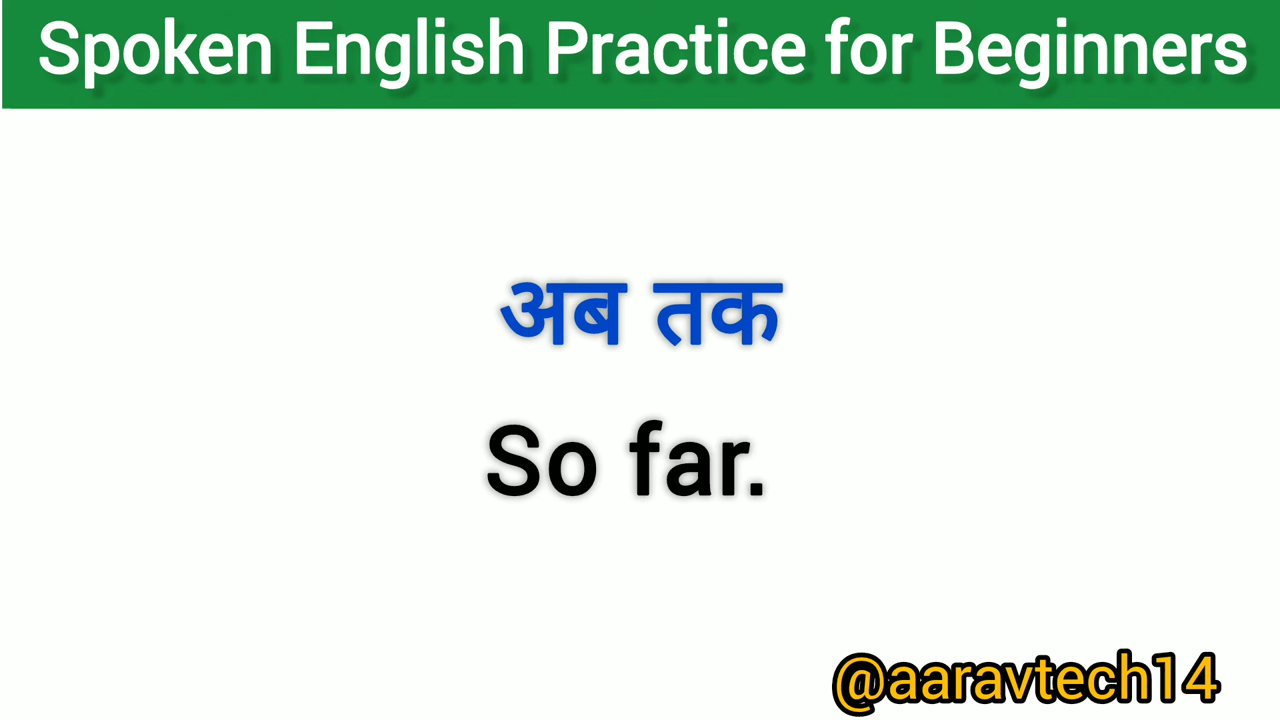 Spoken English Practice for Beginners
अब तक
So far.
@aaravtech14